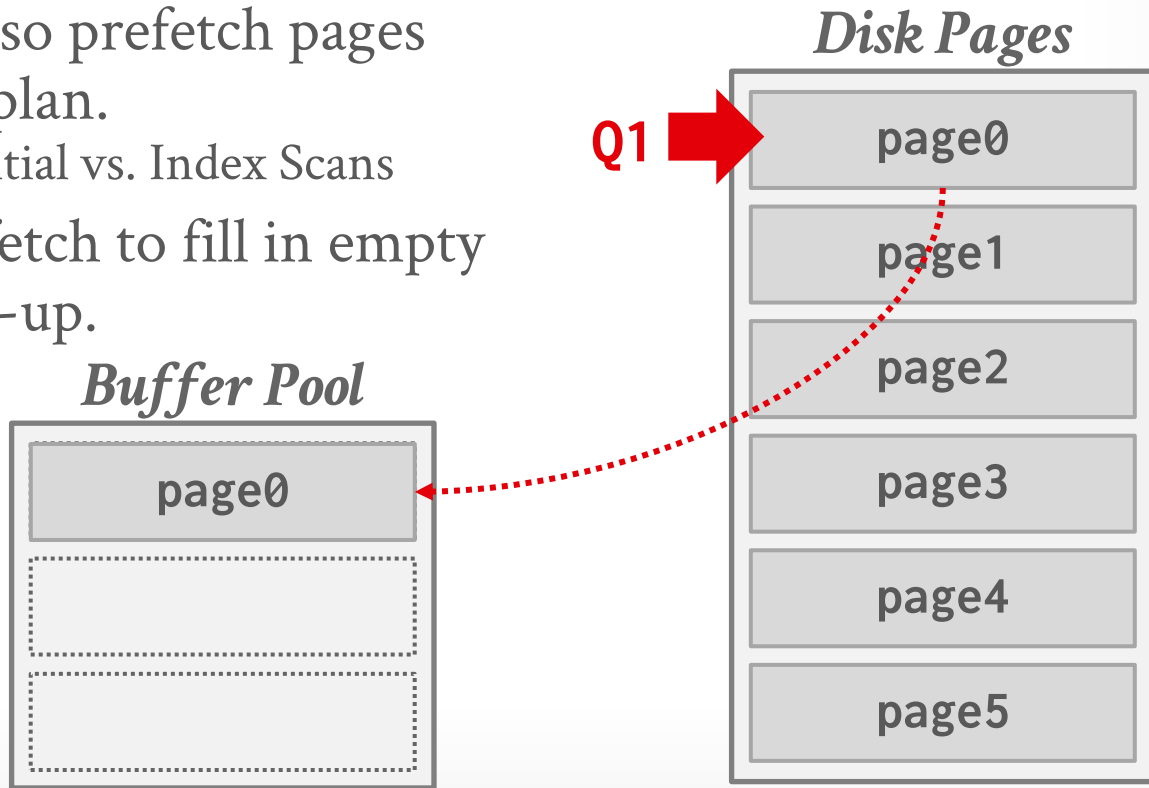 so prefetch pages
plan.
tial vs. Index Scans
fetch to fill in empty
-up.
Buffer Pool
page0
Disk Pages
Q1
page0
page1
page2
page3
page4
page5